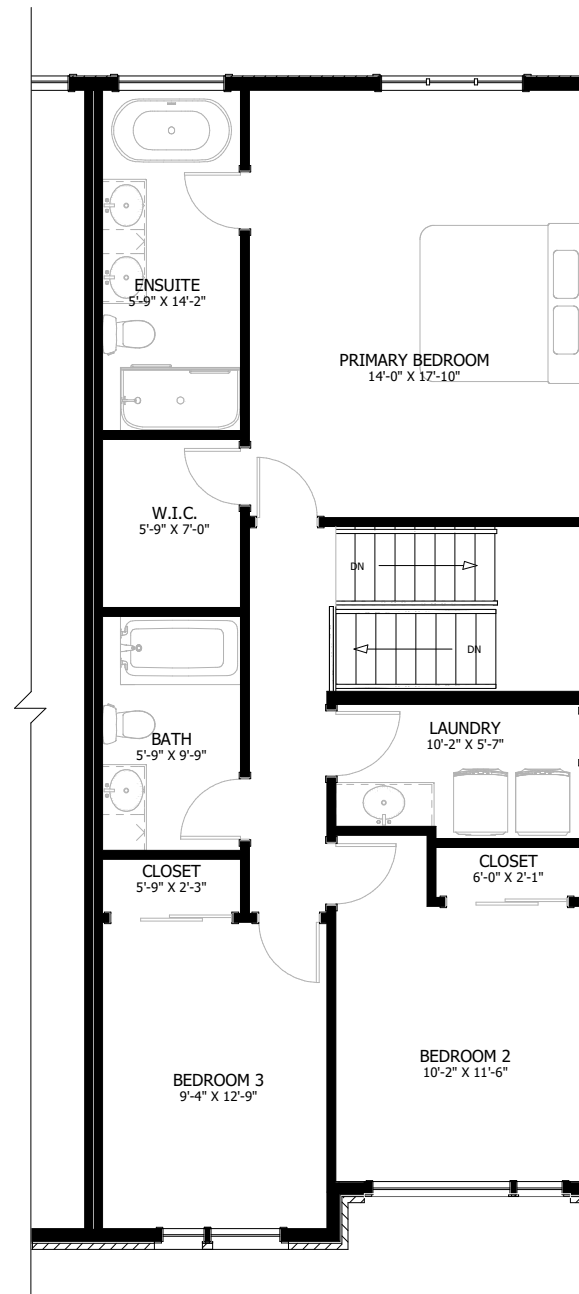 ENSUITE
5'-9" X 14'-2"
PRIMARY BEDROOM
14'-0" X 17'-10"
W.I.C.
5'-9" X 7'-0"
DN
DN
LAUNDRY
10'-2" X 5'-7"
BATH
5'-9" X 9'-9"
CLOSET
5'-9" X 2'-3"
CLOSET
6'-0" X 2'-1"
BEDROOM 2
10'-2" X 11'-6"
BEDROOM 3
9'-4" X 12'-9"